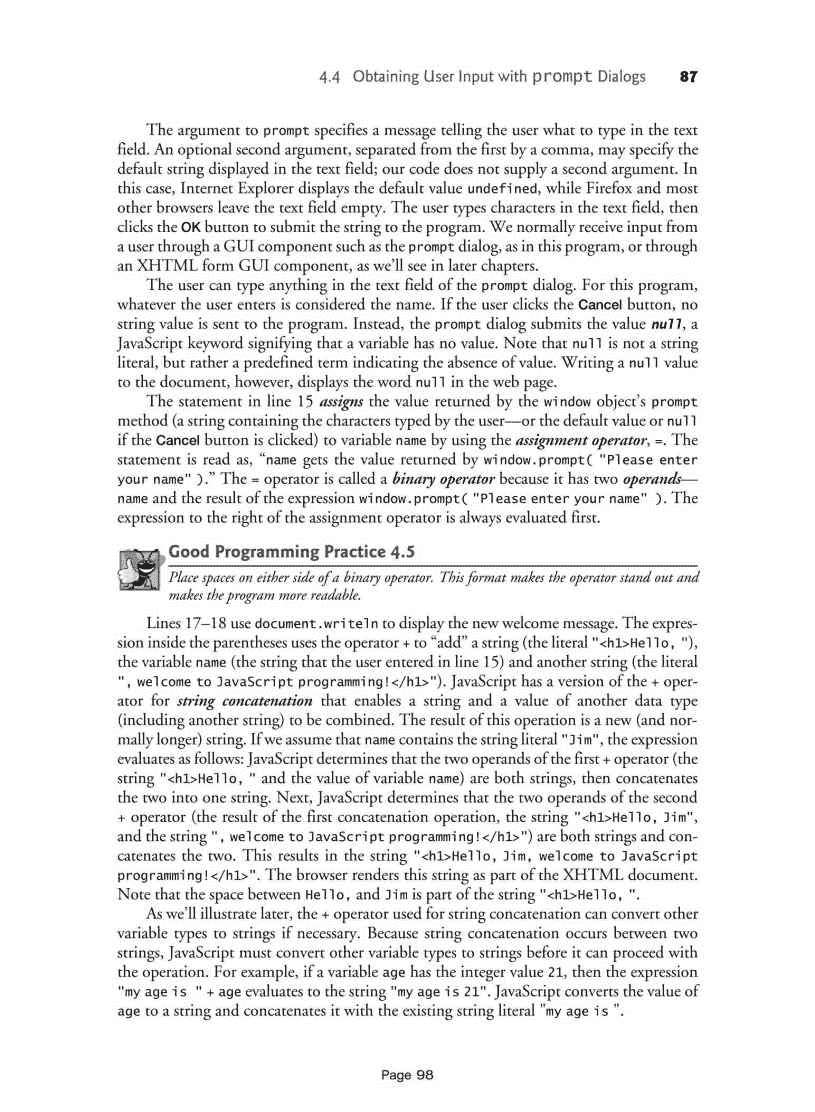 4.4 Obtaining User Input with prompt Dialogs 87
The argument to prompt specifies a message telling the user what to type in the text
field. An optional second argument, separated from the first by a comma, may specify the
default string displayed in the text field; our code does not supply a second argument. In
this case, Internet Explorer displays the default value undefined, while Firefox and most
other browsers leave the text field empty. The user types characters in the text field, then
clicks the OK button to submit the string to the program. We normally receive input from
a user through a GUI component such as the prompt dialog, as in this program, or through
an XHTML form GUI component, as we'll see in later chapters.
The user can type anything in the text field of the prompt dialog. For this program,
whatever the user enters is considered the name. If the user clicks the Cancel button, no
string value is sent to the program. Instead, the prompt dialog submits the value null, a
JavaScript keyword signifying that a variable has no value. Note that null is not a string
literal, but rather a predefined term indicating the absence of value. Writing a null value
to the document, however, displays the word null in the web page.
The statement in line 15 assigns the value returned by the window object's prompt
method (a string containing the characters typed by the user—or the default value or null
if the Cancel button is clicked) to variable name by using the assignment operator, =. The
statement is read as, “name gets the value returned by window.prompt( "Please enter
your name" ).” The = operator is called a binary operator because it has two operands—
name and the result of the expression window.prompt( "Please enter your name" ). The
expression to the right of the assignment operator is always evaluated first.
Good Programming Practice 4.5
Place spaces on either side of a binary operator. This format makes the operator stand out and
makes the program more readable.
Lines 17–18 use document.writeln to display the new welcome message. The expres-
sion inside the parentheses uses the operator + to “add” a string (the literal "<h1>Hello, "),
the variable name (the string that the user entered in line 15) and another string (the literal
", welcome to JavaScript programming!</h1>"). JavaScript has a version of the + oper-
ator for string concatenation that enables a string and a value of another data type
(including another string) to be combined. The result of this operation is a new (and nor-
mally longer) string. If we assume that name contains the string literal "Jim", the expression
evaluates as follows: JavaScript determines that the two operands of the first + operator (the
string "<h1>Hello, " and the value of variable name) are both strings, then concatenates
the two into one string. Next, JavaScript determines that the two operands of the second
+ operator (the result of the first concatenation operation, the string "<h1>Hello, Jim",
and the string ", welcome to JavaScript programming!</h1>") are both strings and con-
catenates the two. This results in the string "<h1>Hello, Jim, welcome to JavaScript
programming!</h1>". The browser renders this string as part of the XHTML document.
Note that the space between Hello, and Jim is part of the string "<h1>Hello, ".
As we'll illustrate later, the + operator used for string concatenation can convert other
variable types to strings if necessary. Because string concatenation occurs between two
strings, JavaScript must convert other variable types to strings before it can proceed with
the operation. For example, if a variable age has the integer value 21, then the expression
"my age is " + age evaluates to the string "my age is 21". JavaScript converts the value of
age to a string and concatenates it with the existing string literal "my age is ".
Page 98